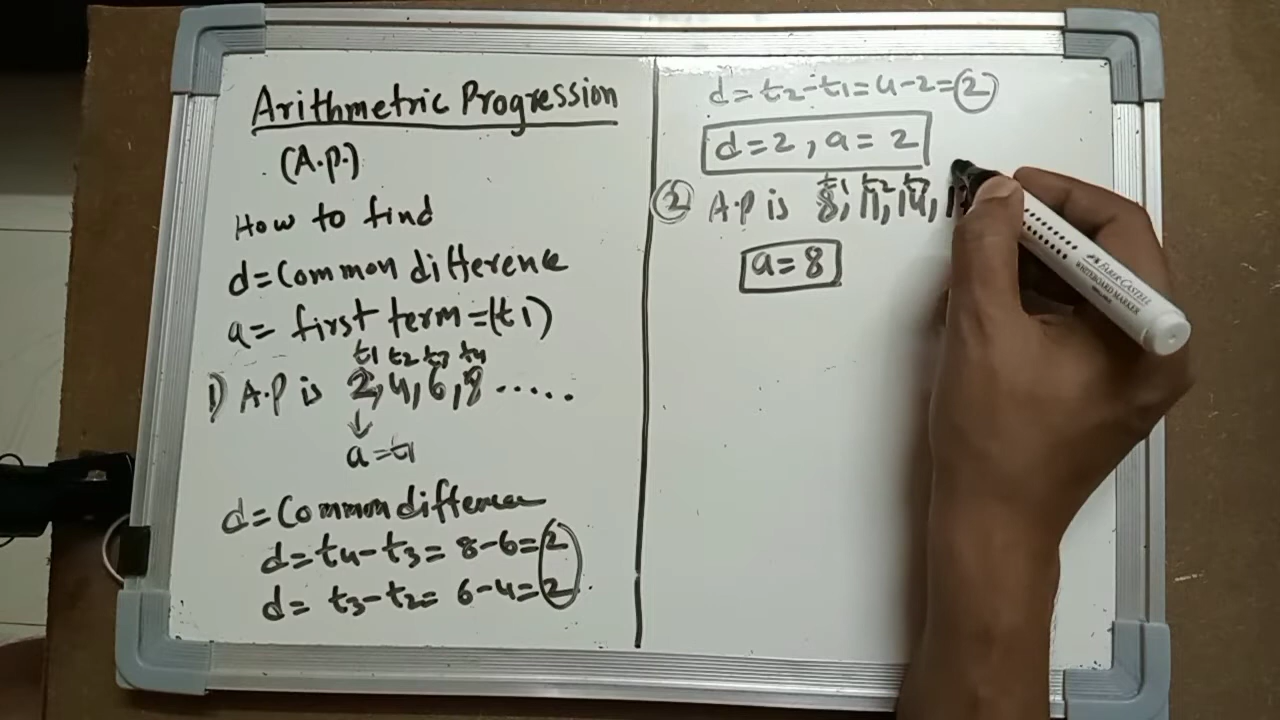 Arithmetric Progression
(A.p.)
How to find
d=Common difference
a= first term=(t1)
t1 t2 t3 t4
1) A.P is 2,4,6,8 ......
a=t1
d=Common difference
d=t4-t3= 8-6=2
d= t3-t2= 6-4=2
d=t2-t1=4-2=2
d=2, a=2
t1 t2 t3
2 A.P is 8, 11, 14,
a=8
FABER-CASTELL
WHITEBOARD MARKER